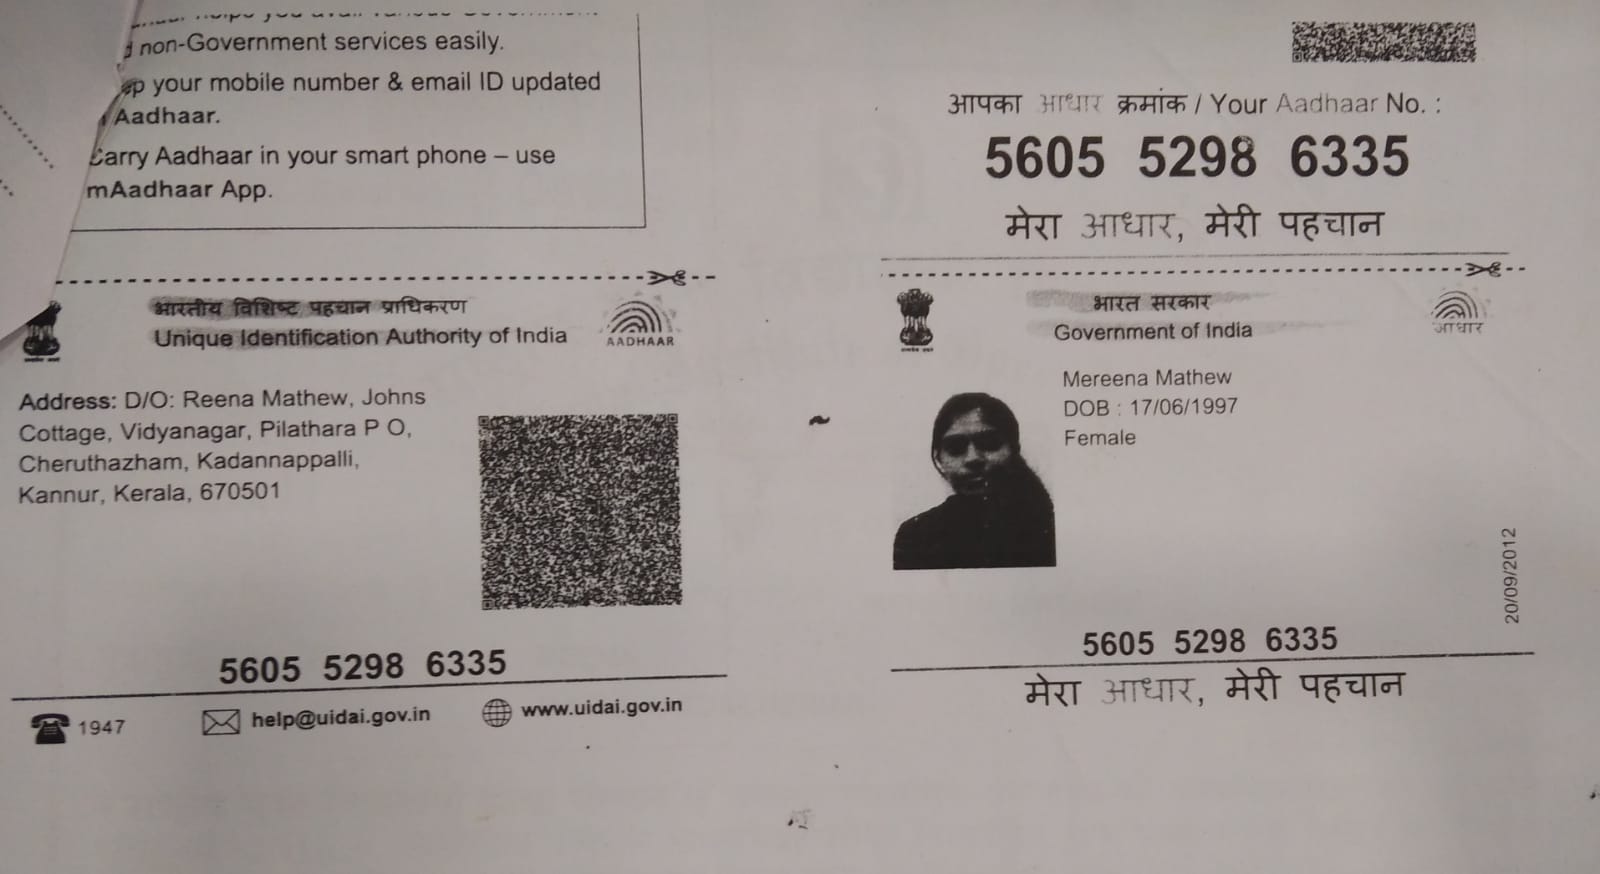 non-Government services easily.
your mobile number & email ID updated
Aadhaar.
Carry Aadhaar in your smart phone – use
mAadhaar App.
भारतीय विशिष्ट पहचान प्राधिकरण
Unique Identification Authority of India
AADHAAR
Address: D/O: Reena Mathew, Johns
Cottage, Vidyanagar, Pilathara P O,
Cheruthazham, Kadannappalli,
Kannur, Kerala, 670501
5605 5298 6335
1947
help@uidai.gov.in
www.uidai.gov.in
आपका आधार क्रमांक / Your Aadhaar No. :
5605 5298 6335
मेरा आधार, मेरी पहचान
भारत सरकार
Government of India
आधार
Mereena Mathew
DOB : 17/06/1997
Female
20/09/2012
5605 5298 6335
मेरा आधार, मेरी पहचान